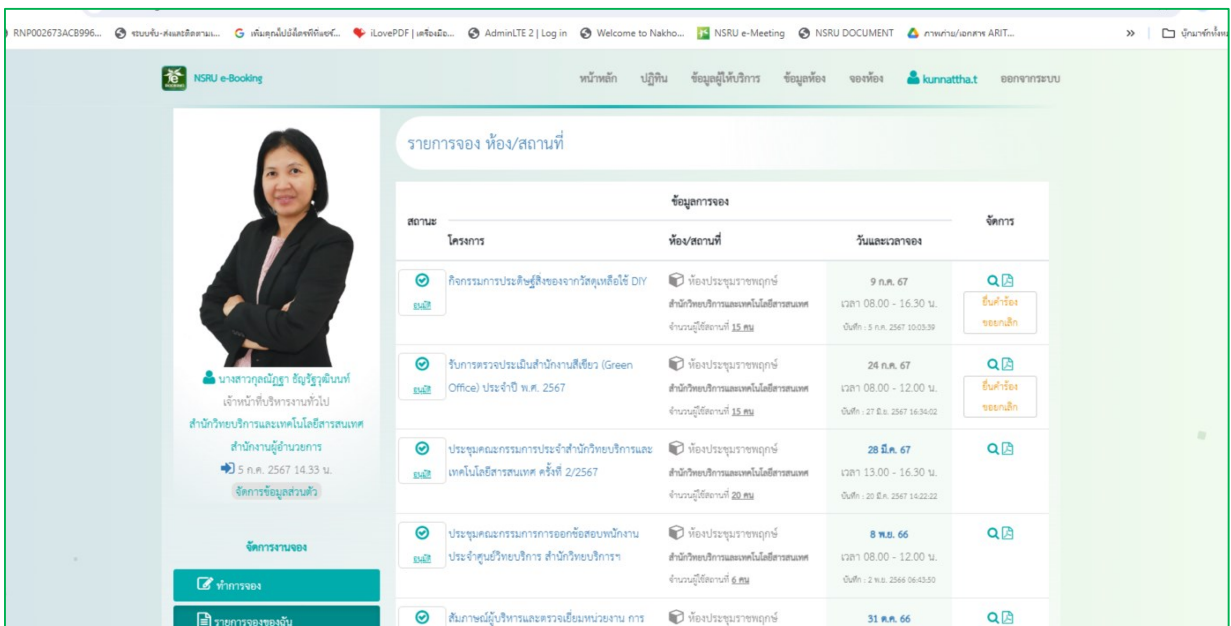 RNP002673ACB996...
ระบบรับ-ส่งและติดตามเ...
เพิ่มคุกกี้ไปยังไดรฟ์ที่แชร์...
iLovePDF | เครื่องมือ...
AdminLTE 2 | Log in
Welcome to Nakho...
NSRU e-Meeting
NSRU DOCUMENT
ภาพถ่าย/เอกสาร ARIT...
NSRU e-Booking
หน้าหลัก ปฏิทิน ข้อมูลผู้ให้บริการ ข้อมูลห้อง จองห้อง kunnattha.t ออกจากระบบ
รายการจอง ห้อง/สถานที่
สถานะ ข้อมูลการจอง จัดการ
โครงการ ห้อง/สถานที่ วันและเวลาจอง
อนุมัติ
กิจกรรมการประดิษฐ์สิ่งของจากวัสดุเหลือใช้ DIY
ห้องประชุมราชพฤกษ์
สำนักวิทยบริการและเทคโนโลยีสารสนเทศ
จำนวนผู้ใช้สถานที่ 15 คน
9 ก.ค. 67
เวลา 08.00 - 16.30 น.
บันทึก : 5 ก.ค. 2567 10:03:39
ยื่นคำร้อง
ขอยกเลิก
อนุมัติ
รับการตรวจประเมินสำนักงานสีเขียว (Green
Office) ประจำปี พ.ศ. 2567
ห้องประชุมราชพฤกษ์
สำนักวิทยบริการและเทคโนโลยีสารสนเทศ
จำนวนผู้ใช้สถานที่ 15 คน
24 ก.ค. 67
เวลา 08.00 - 12.00 น.
บันทึก : 27 มิ.ย. 2567 16:34:02
ยื่นคำร้อง
ขอยกเลิก
อนุมัติ
ประชุมคณะกรรมการประจำสำนักวิทยบริการและ
เทคโนโลยีสารสนเทศ ครั้งที่ 2/2567
ห้องประชุมราชพฤกษ์
สำนักวิทยบริการและเทคโนโลยีสารสนเทศ
จำนวนผู้ใช้สถานที่ 20 คน
28 มี.ค. 67
เวลา 13.00 - 16.30 น.
บันทึก : 20 มี.ค. 2567 14:22:22
อนุมัติ
ประชุมคณะกรรมการการออกข้อสอบพนักงาน
ประจำศูนย์วิทยบริการ สำนักวิทยบริการฯ
ห้องประชุมราชพฤกษ์
สำนักวิทยบริการและเทคโนโลยีสารสนเทศ
จำนวนผู้ใช้สถานที่ 6 คน
8 พ.ย. 66
เวลา 08.00 - 12.00 น.
บันทึก : 2 พ.ย. 2566 06:43:50
สัมภาษณ์ผู้บริหารและตรวจเยี่ยมหน่วยงาน การ
ห้องประชุมราชพฤกษ์
31 ต.ค. 66
นางสาวกุลณัฏฐา ธัญรัฐวุฒินนท์
เจ้าหน้าที่บริหารงานทั่วไป
สำนักวิทยบริการและเทคโนโลยีสารสนเทศ
สำนักงานผู้อำนวยการ
5 ก.ค. 2567 14.33 น.
จัดการข้อมูลส่วนตัว
จัดการงานจอง
ทำการจอง
รายการจองของฉัน